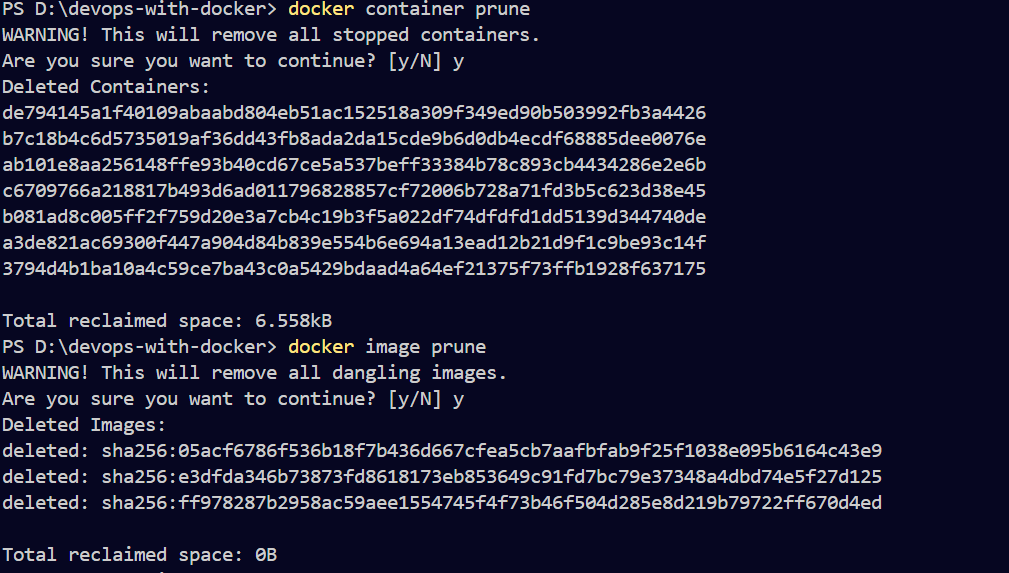 PS D:\devops-with-docker> docker container prune
WARNING! This will remove all stopped containers.
Are you sure you want to continue? [y/N] y
Deleted Containers:
de794145a1f40109abaabd804eb51ac152518a309f349ed90b503992fb3a4426
b7c18b4c6d5735019af36dd43fb8ada2da15cde9b6d0db4ecdf68885dee0076e
ab101e8aa256148ffe93b40cd67ce5a537beff33384b78c893cb4434286e2e6b
c6709766a218817b493d6ad011796828857cf72006b728a71fd3b5c623d38e45
b081ad8c005ff2f759d20e3a7cb4c19b3f5a022df74dfdfd1dd5139d344740de
a3de821ac69300f447a904d84b839e554b6e694a13ead12b21d9f1c9be93c14f
3794d4b1ba10a4c59ce7ba43c0a5429bdaad4a64ef21375f73ffb1928f637175
Total reclaimed space: 6.558kB
PS D:\devops-with-docker> docker image prune
WARNING! This will remove all dangling images.
Are you sure you want to continue? [y/N] y
Deleted Images:
deleted: sha256:05acf6786f536b18f7b436d667cfea5cb7aafbfab9f25f1038e095b6164c43e9
deleted: sha256:e3dfda346b73873fd8618173eb853649c91fd7bc79e37348a4dbd74e5f27d125
deleted: sha256:ff978287b2958ac59aee1554745f4f73b46f504d285e8d219b79722ff670d4ed
Total reclaimed space: 0B